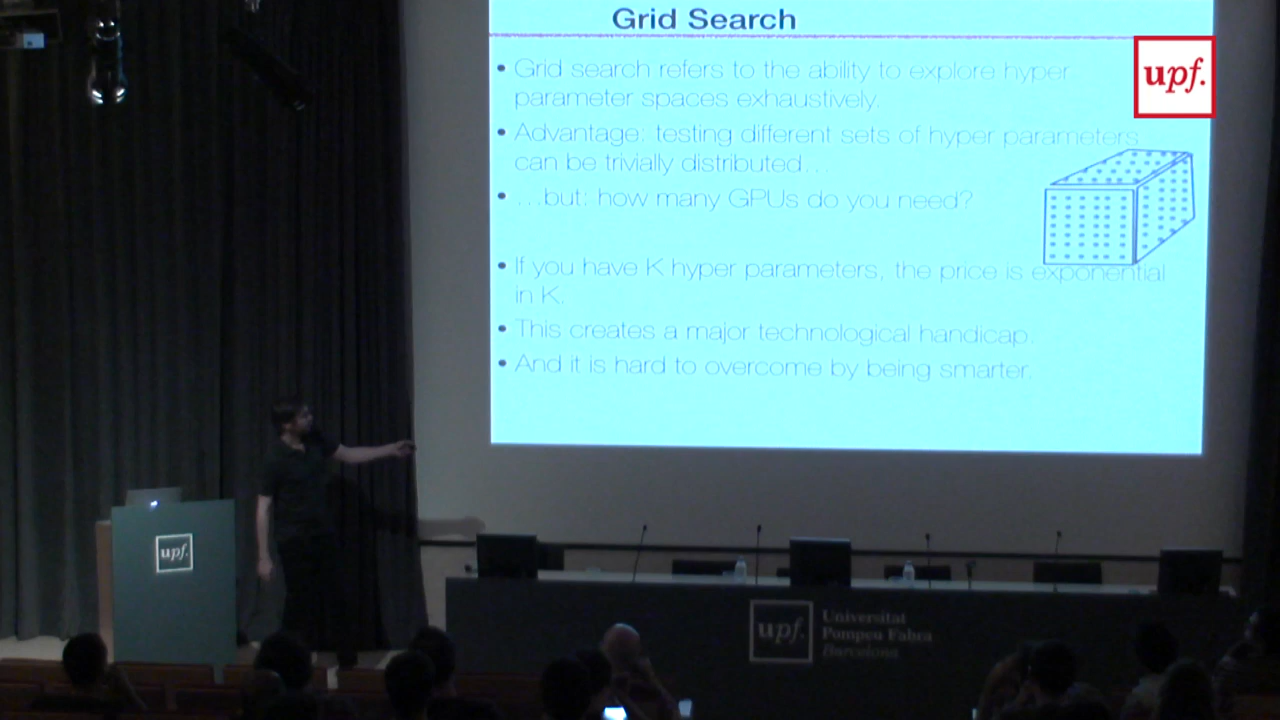 Grid Search
upf.
• Grid search refers to the ability to explore hyper
parameter spaces exhaustively.
• Advantage: testing different sets of hyper parameters
can be trivially distributed...
• ...but: how many GPUs do you need?
• If you have K hyper parameters, the price is exponential
in K.
• This creates a major technological handicap.
• And it is hard to overcome by being smarter.
upf.
upf.
Universitat
Pompeu Fabra
Barcelona